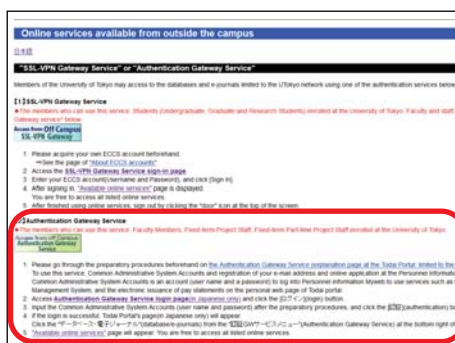 Online services available from outside the campus
日本語
"SSL-VPN Gateway Service" or "Authentication Gateway Service"
Members of the University of Tokyo may access to the databases and e-journals limited to the UTokyo network using one of the authentication services below
【1】SSL-VPN Gateway Service
★The members who can use this service: Students (Undergraduate, Graduate and Research Students) enrolled at the University of Tokyo. Faculty and staff
Gateway service" below
Access from Off Campus
SSL-VPN Gateway
1. Please acquire your own ECCS account beforehand.
⇒See the page of "About ECCS accounts"
2. Access the SSL-VPN Gateway Service sign-in page
3. Enter your ECCS account(Username and Password), and click [Sign in].
4. After signing in, "Available online services" page is displayed.
You are free to access all listed online services.
5. After finished using online services, sign out by clicking the "door" icon at the top of the screen.
Authentication Gateway Service
★The members who can use this service: Faculty Members, Fixed-term Project Staff, Fixed-term Part-time Project Staff enrolled at the University of Tokyo.
Access from Off Campus
Authentication Gateway
Service
1. Please go through the preparatory procedures beforehand on the Authentication Gateway Service (explanation page at the Todai Portal; limited to the
To use this service, Common Administrative System Accounts and registration of your e-mail address and online application at the Personnel Informati
Common Administrative System Accounts is an account (user name and a password) to log into Personnel Information Myweb to use services such as
Management System, and the electronic issuance of pay statements on the personal web page of Todai portal
2. Access Authentication Gateway Service login page(in Japanese only) and click the ログイン(login) button.
3. Input the Common Administrative System Accounts (user name and password) after the preparatory procedures, and click the 認証(authentication) b
4. If the login is successful, Todai Portal's page(in Japanese only) will appear.
Click the "データベース・電子ジャーナル"(database/e-journals) from the "認証GWサービスメニュー"(Authentication Gateway Service) at the bottom right of
5. "Available online services" page will appear. You are free to access all listed online services.